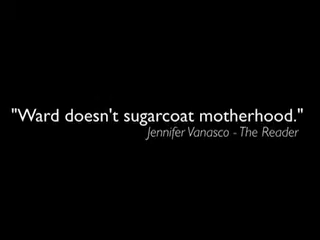 "Ward doesn't sugarcoat motherhood."
Jennifer Vanasco - The Reader